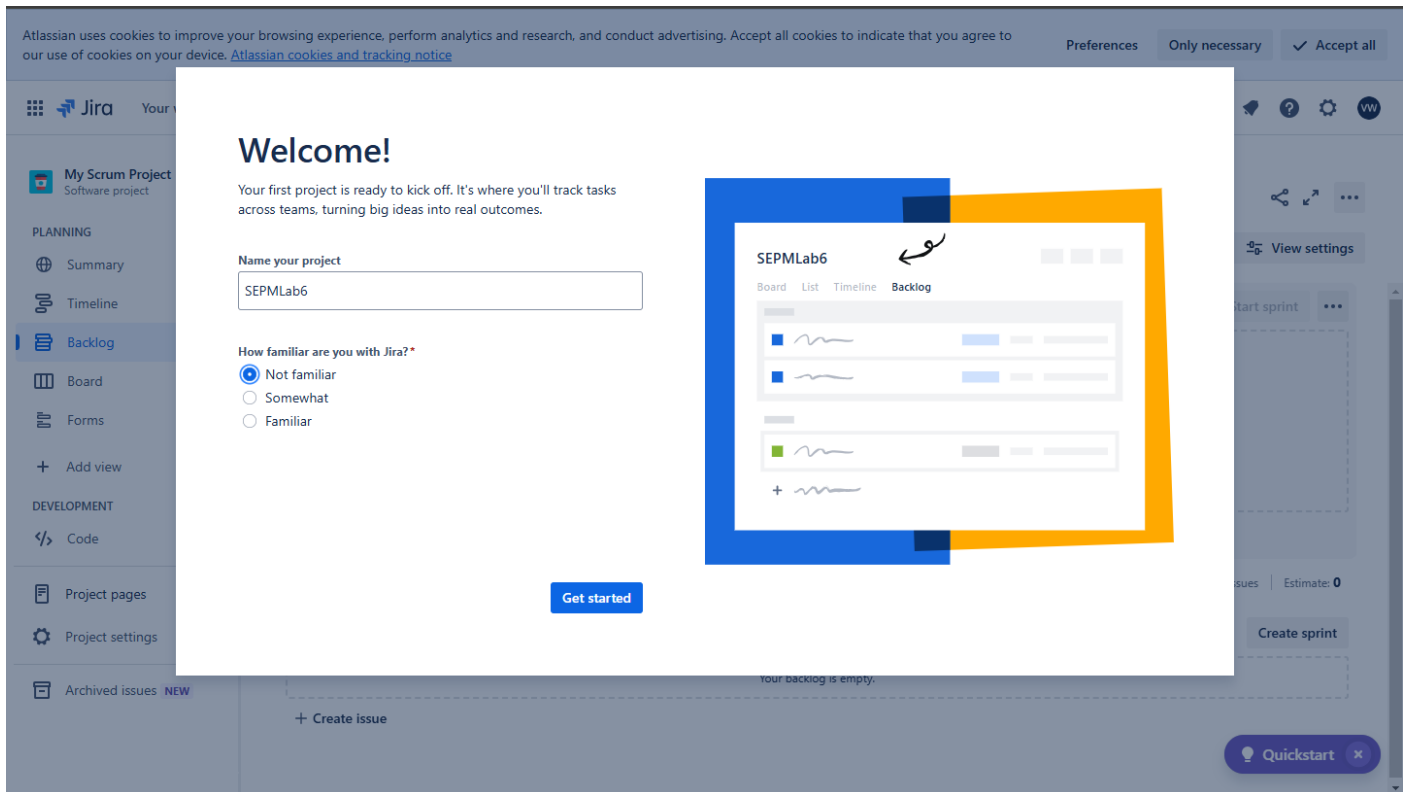 Atlassian uses cookies to improve your browsing experience, perform analytics and research, and conduct advertising. Accept all cookies to indicate that you agree to
our use of cookies on your device. Atlassian cookies and tracking notice
Preferences
Only necessary
Accept all
Jira
Your
VW
My Scrum Project
Software project
PLANNING
Summary
Timeline
Backlog
Board
Forms
Add view
DEVELOPMENT
Code
Project pages
Project settings
Archived issues NEW
Welcome!
Your first project is ready to kick off. It's where you'll track tasks
across teams, turning big ideas into real outcomes.
Name your project
SEPMLab6
How familiar are you with Jira?*
Not familiar
Somewhat
Familiar
Get started
SEPMLab6
Board List Timeline Backlog
View settings
Start sprint
Estimate: 0
Create sprint
Your backlog is empty.
+ Create issue
Quickstart